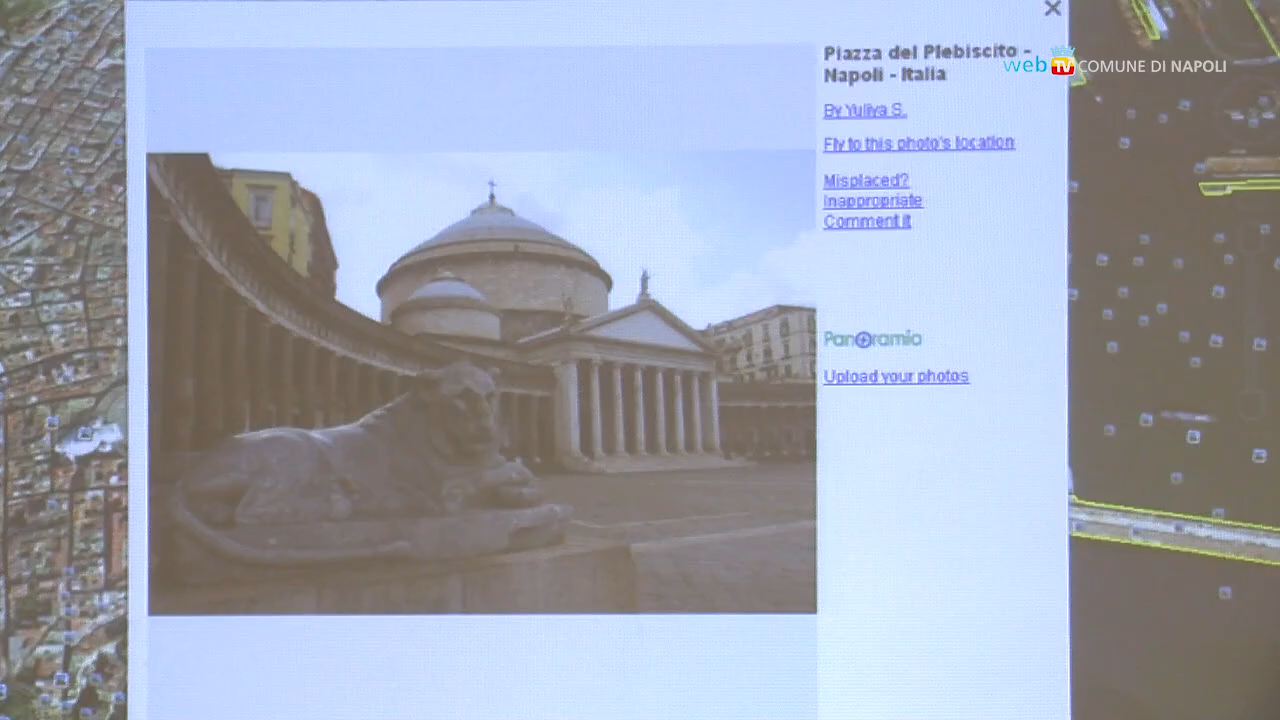 Piazza del Plebiscito -
Napoli - Italia
web TV COMUNE DI NAPOLI
By Yuliya S.
Fly to this photo's location
Misplaced?
Inappropriate
Comment it
Panoramio
Upload your photos